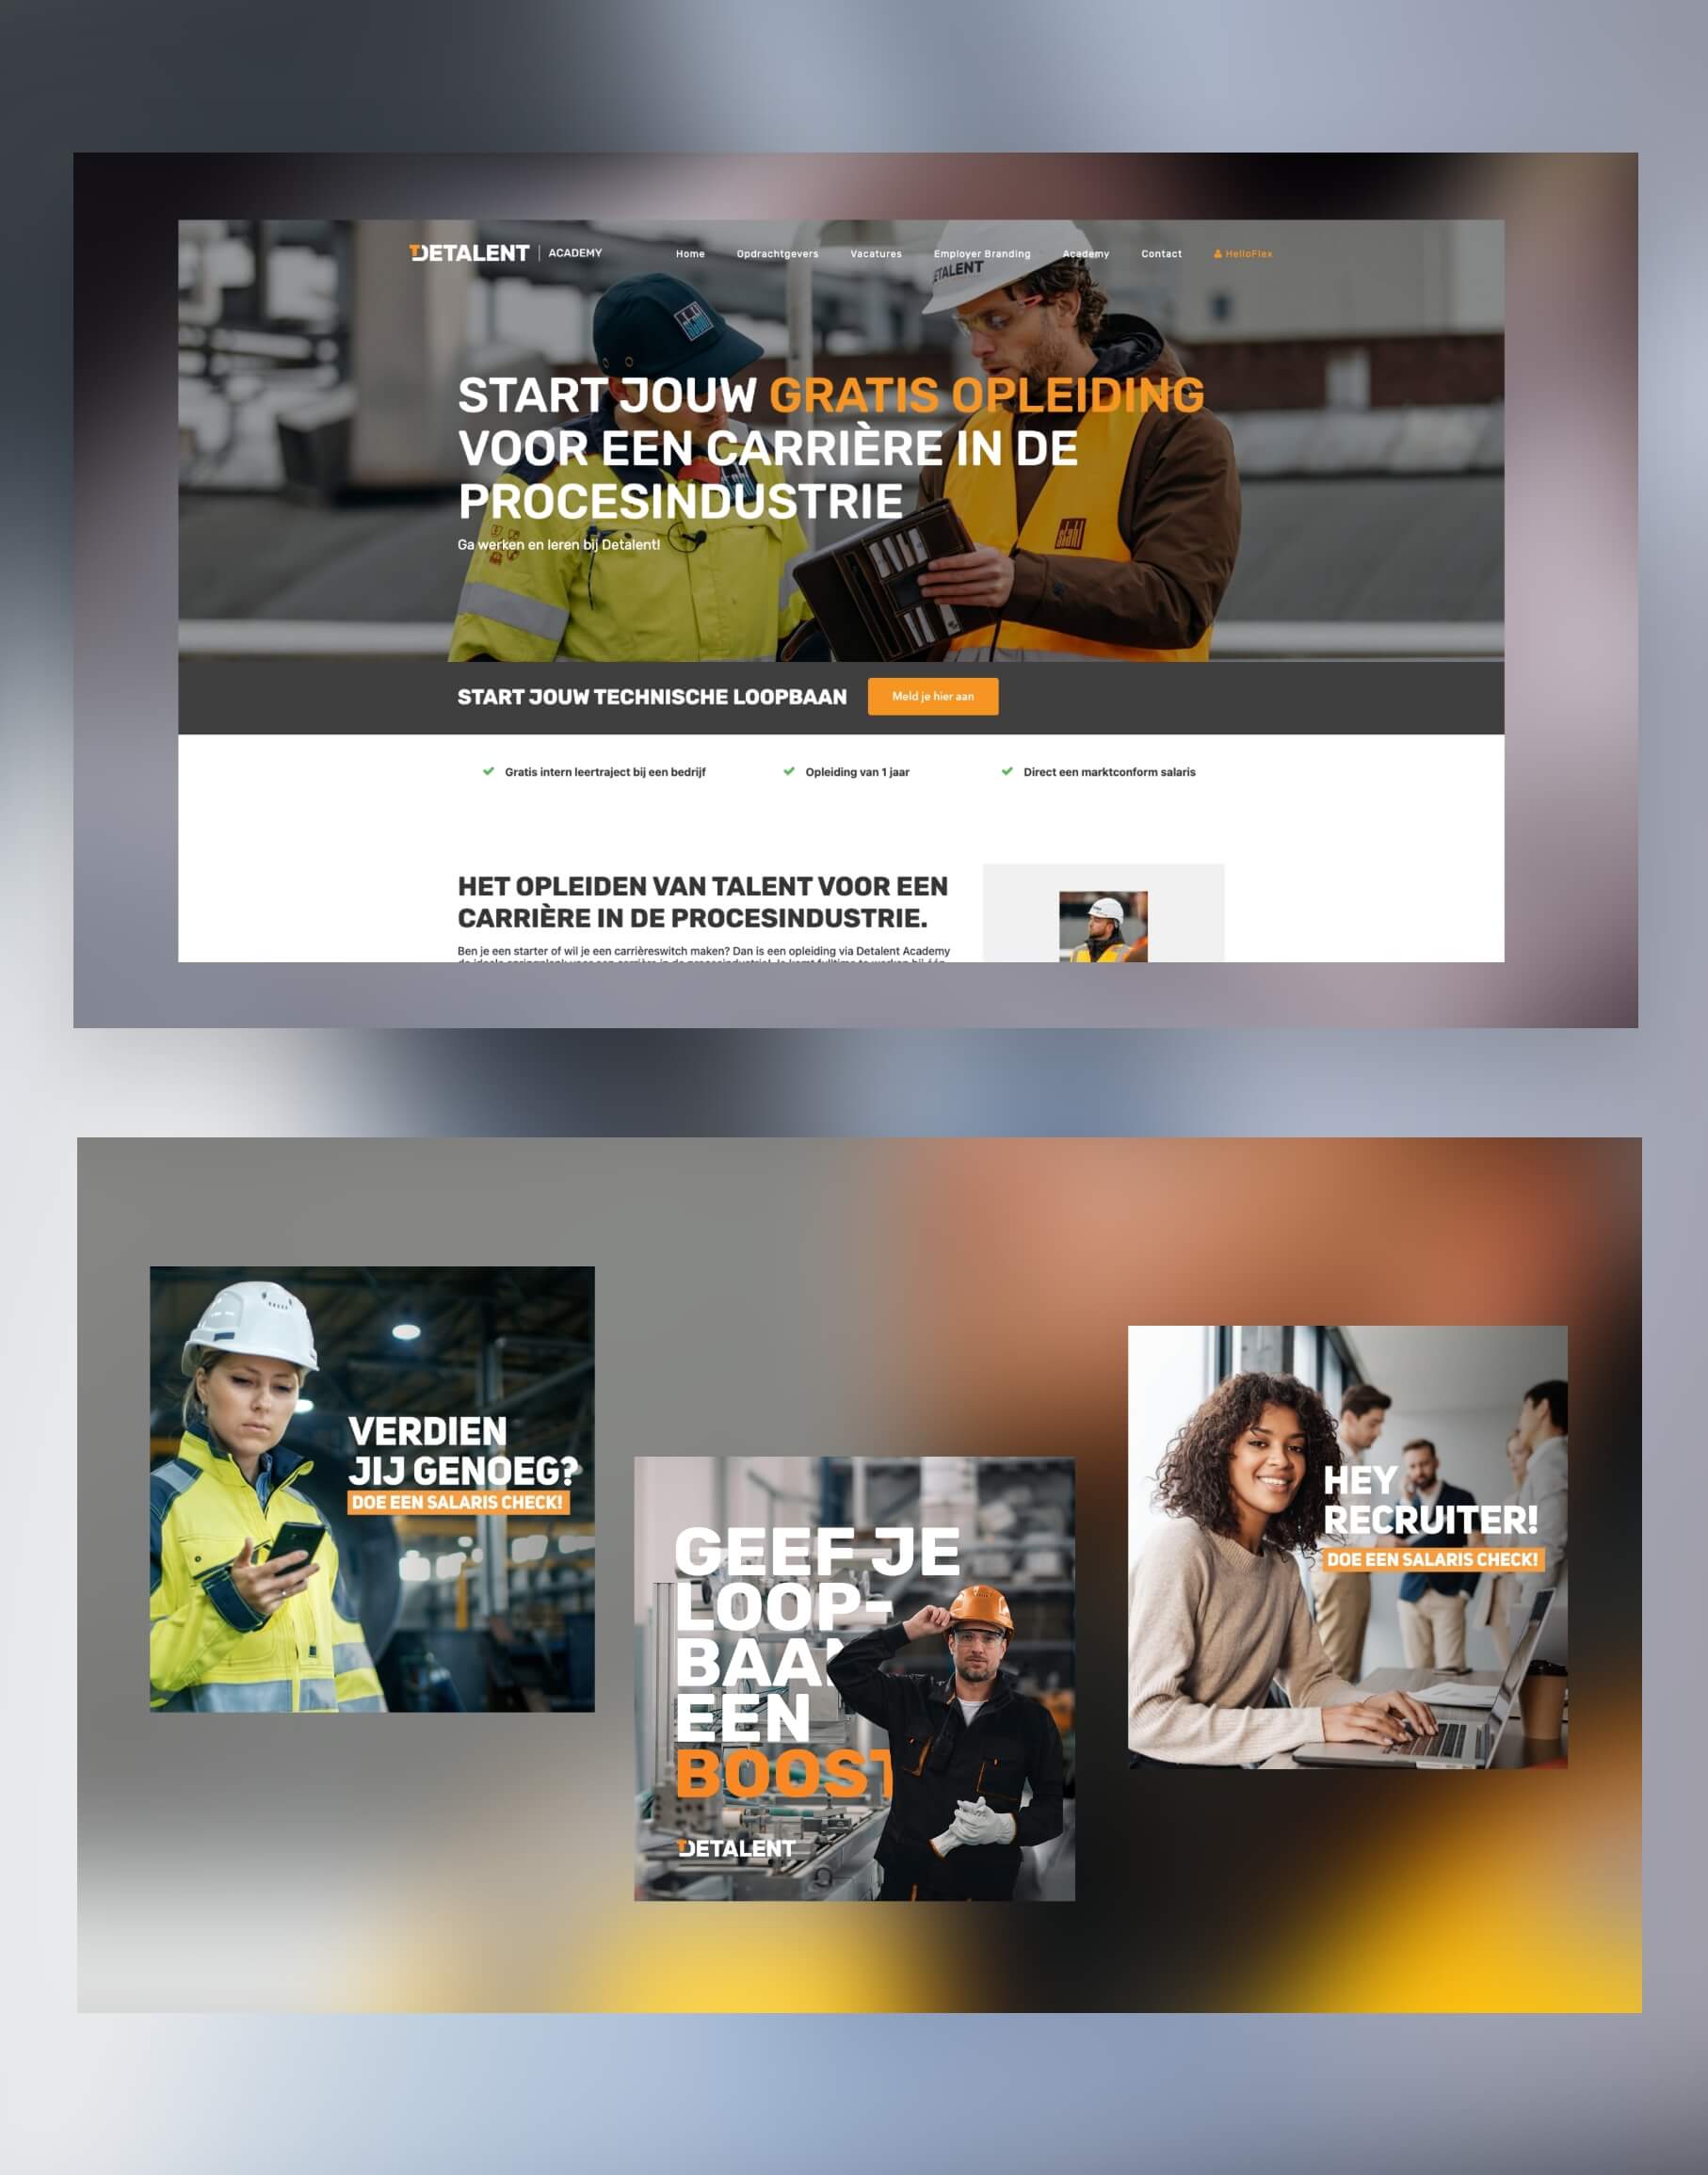 DETALENT | ACADEMY
Home Opdrachtgevers Vacatures Employer Branding Academy Contact HelloFlex
ETALENT
stahl
START JOUW GRATIS OPLEIDING
VOOR EEN CARRIÈRE IN DE
PROCESINDUSTRIE
Ga werken en leren bij Detalent!
stahl
START JOUW TECHNISCHE LOOPBAAN
Meld je hier aan
Gratis intern leertraject bij een bedrijf
Opleiding van 1 jaar
Direct een marktconform salaris
HET OPLEIDEN VAN TALENT VOOR EEN
CARRIÈRE IN DE PROCESINDUSTRIE.
Ben je een starter of wil je een carrièreswitch maken? Dan is een opleiding via Detalent Academy
VERDIEN
JIJ GENOEG?
DOE EEN SALARIS CHECK!
GEEF JE
LOOP-
BAAN
EEN
BOOST
DETALENT
HEY
RECRUITER!
DOE EEN SALARIS CHECK!